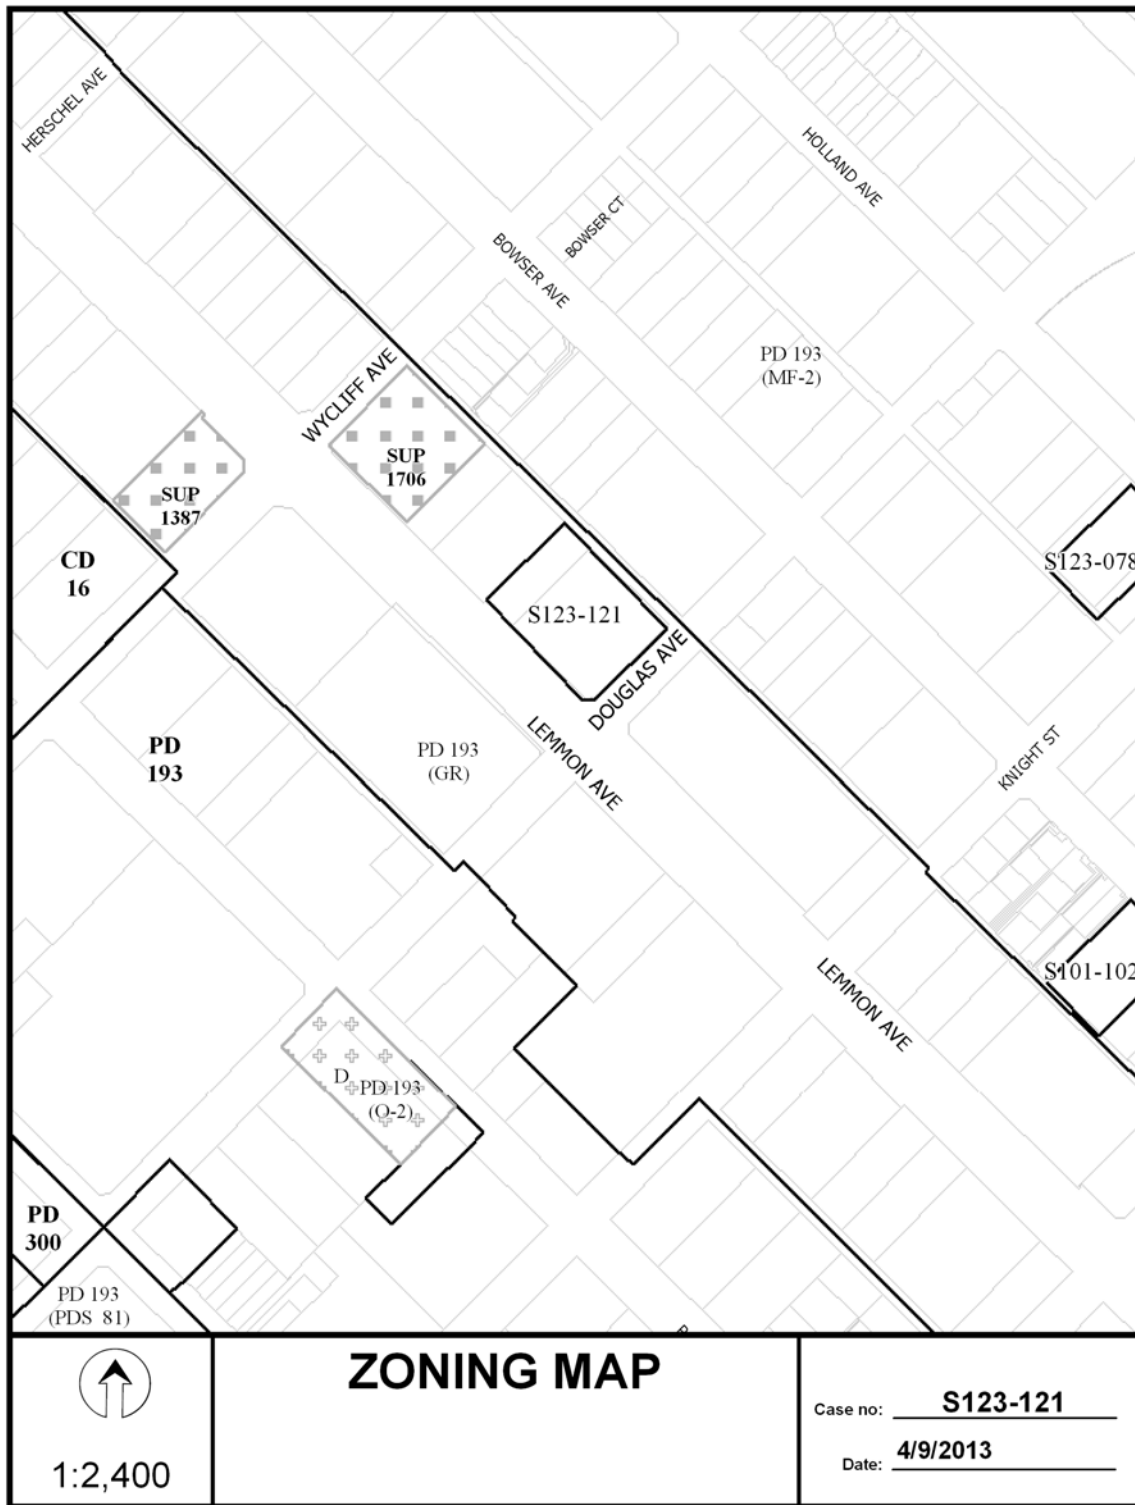 HERSCHEL AVE
HOLLAND AVE
BOWSER CT
BOWSER AVE
PD 193
(MF-2)
WYCLIFF AVE
SUP
1706
SUP
1387
CD
16
S123-078
S123-121
DOUGLAS AVE
LEMMON AVE
PD
193
PD 193
(GR)
KNIGHT ST
LEMMON AVE
S101-102
D
PD 193
(O-2)
PD
300
PD 193
(PDS 81)
1:2,400
ZONING MAP
Case no: S123-121
Date: 4/9/2013